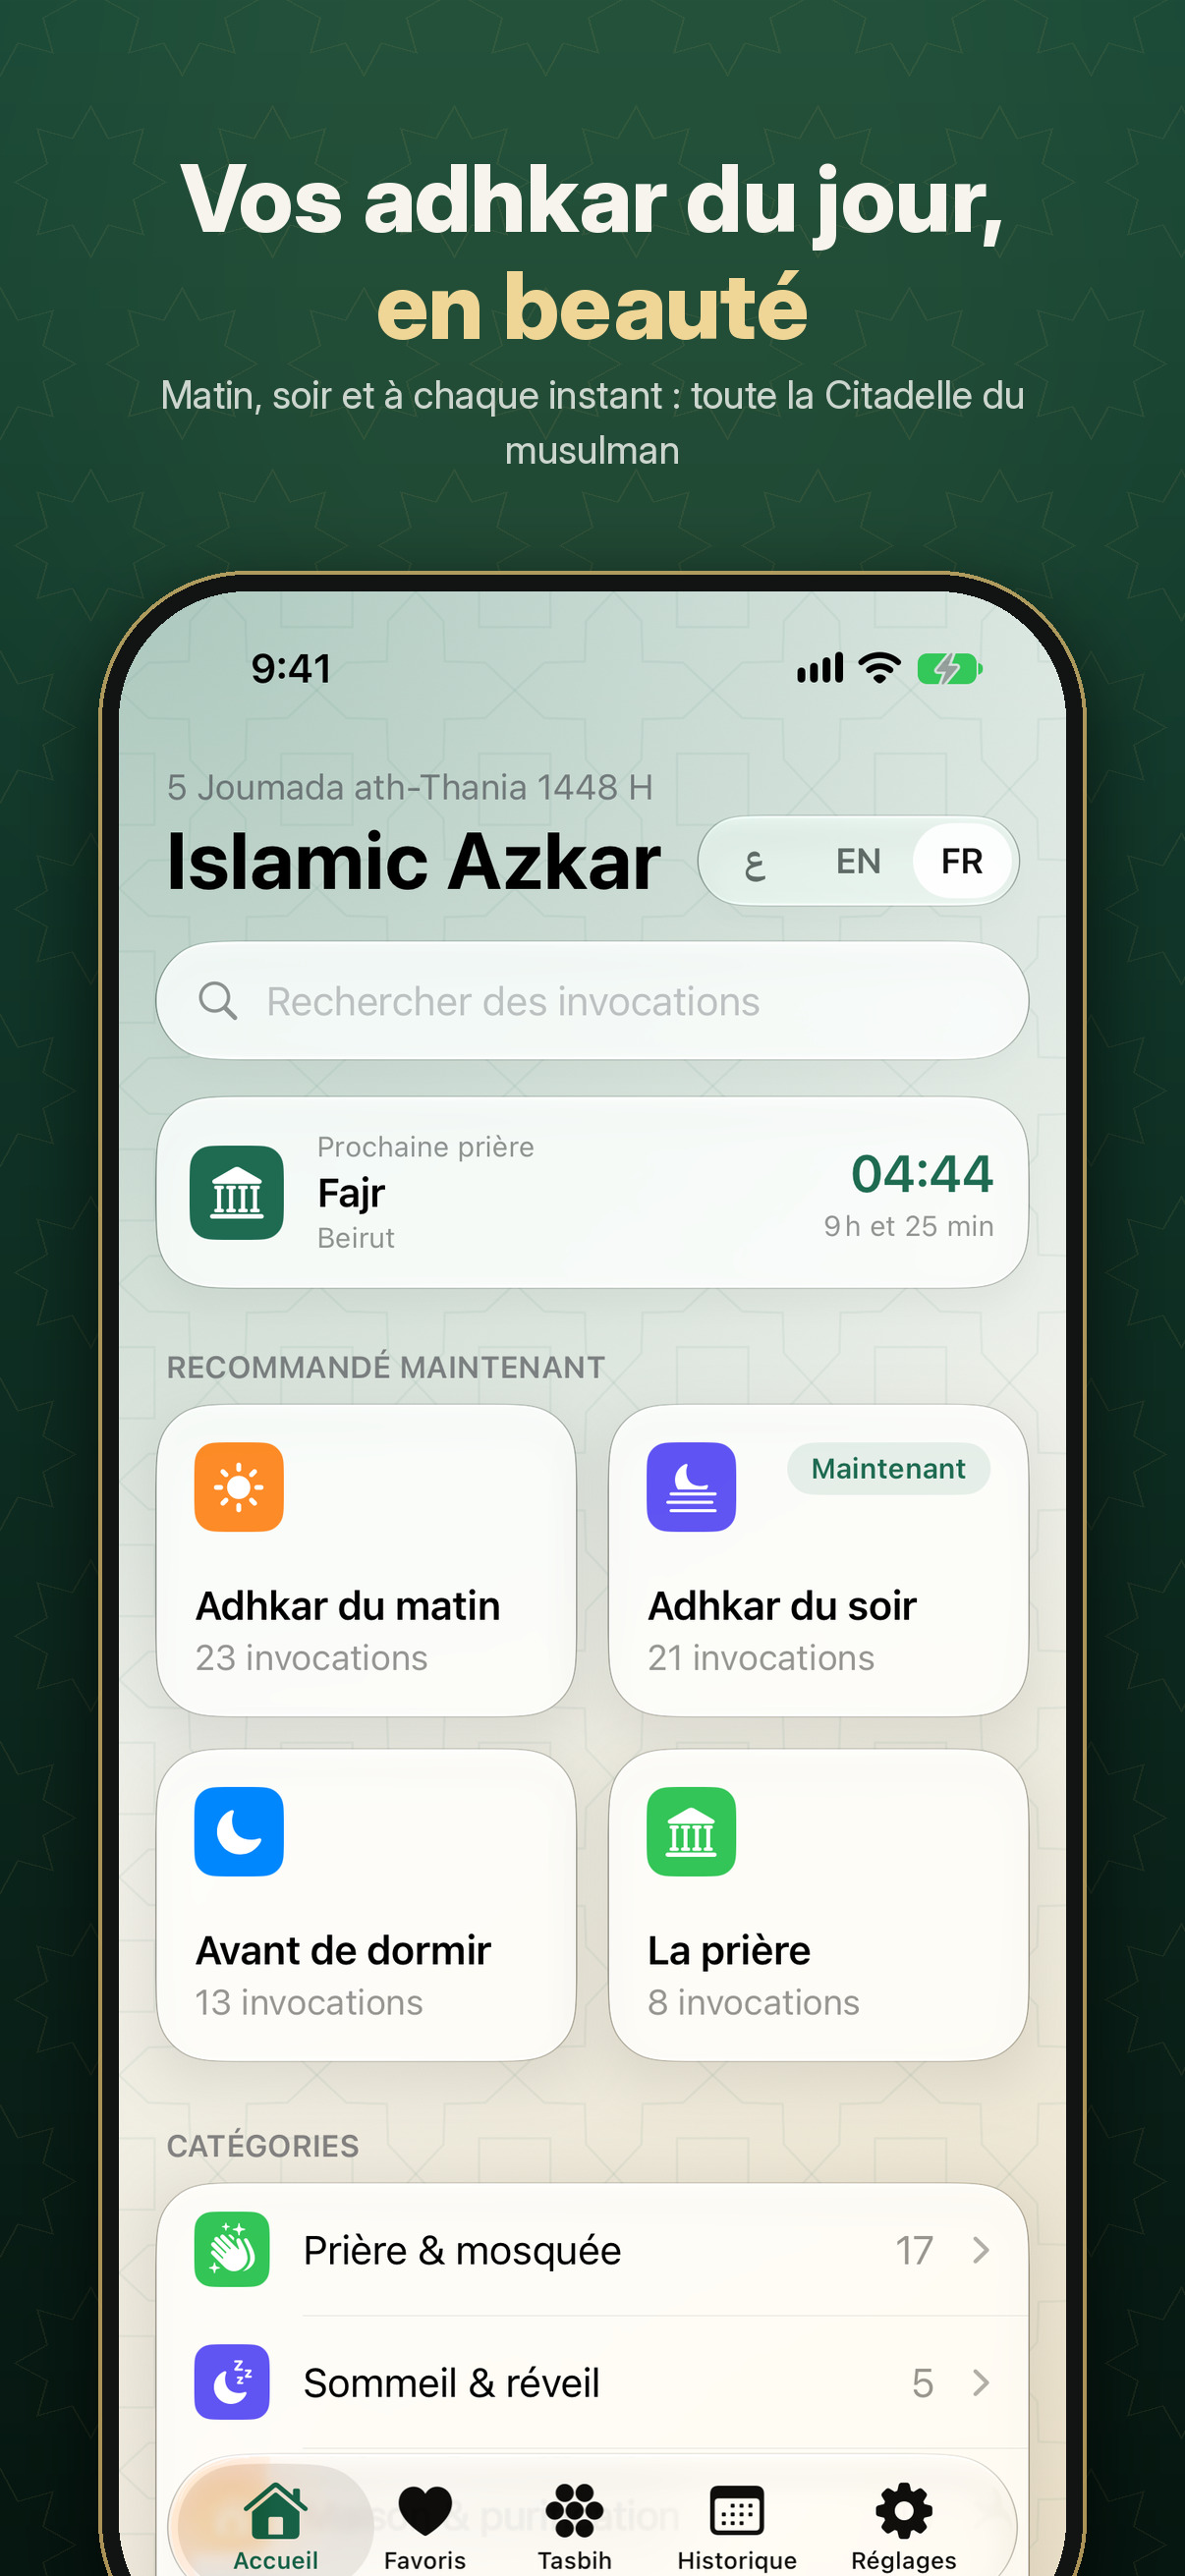 Vos adhkar du jour,
en beauté
Matin, soir et à chaque instant : toute la Citadelle du
musulman
9:41
5 Joumada ath-Thania 1448 H
Islamic Azkar
ع EN FR
Rechercher des invocations
Prochaine prière
Fajr
Beirut
04:44
9 h et 25 min
RECOMMANDÉ MAINTENANT
Adhkar du matin
23 invocations
Maintenant
Adhkar du soir
21 invocations
Avant de dormir
13 invocations
La prière
8 invocations
CATÉGORIES
Prière & mosquée 17
Sommeil & réveil 5
Accueil Favoris Tasbih Historique Réglages